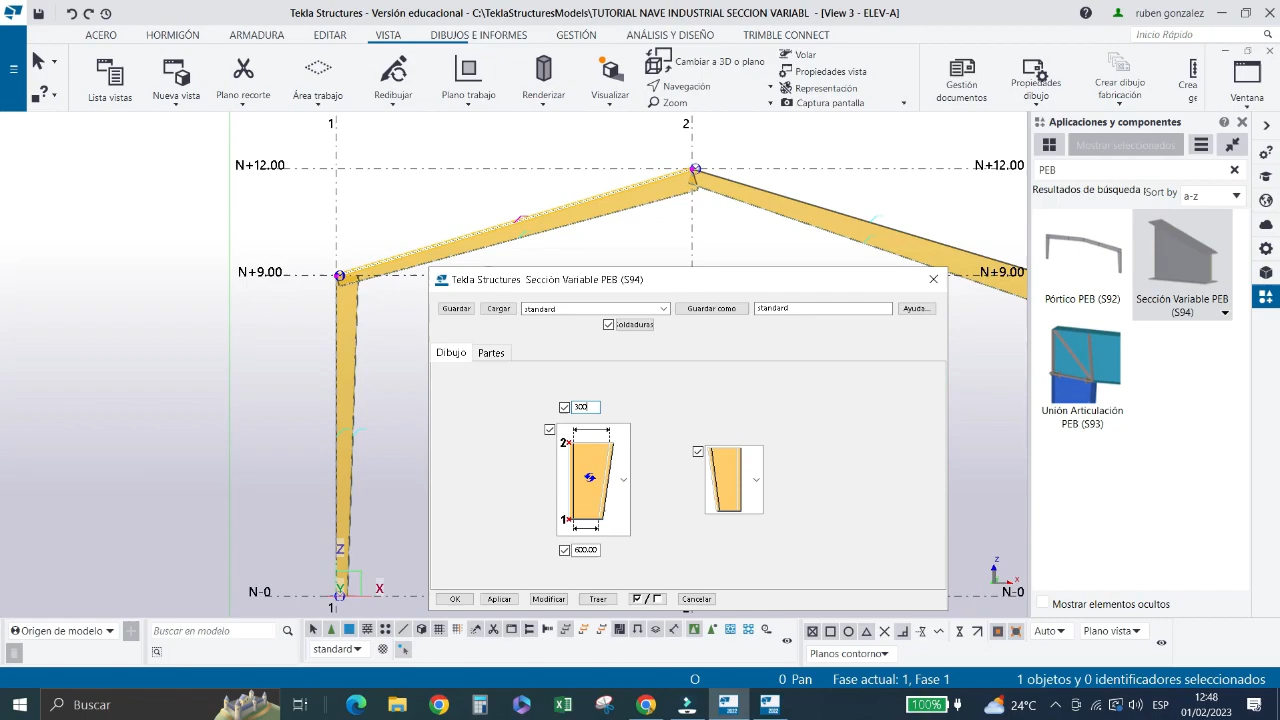 Tekla Structures - Versión educacional - C:\TeklaStructuresModels\TUTORIAL NAVE INDUSTRIAL SECCION VARIABL - [View 3 - ELEV-A]
ruben gonzalez
ACERO HORMIGÓN ARMADURA EDITAR VISTA DIBUJOS E INFORMES GESTIÓN ANÁLISIS Y DISEÑO TRIMBLE CONNECT
Inicio Rápido
Lista vistas
Nueva vista
Plano recorte
Área trabajo
Redibujar
Plano trabajo
Renderizar
Visualizar
Cambiar a 3D o plano
Navegación
Zoom
Volar
Propiedades vista
Representación
Captura pantalla
Gestión
documentos
Propiedades
dibujo
Crear dibujo
fabricación
Crea
ge
Ventana
Aplicaciones y componentes
Mostrar seleccionados
PEB
Resultados de búsqueda
Sort by
a-z
Pórtico PEB (S92)
Sección Variable PEB
(S94)
Unión Articulación
PEB (S93)
Mostrar elementos ocultos
1
2
N+12.00
N+12.00
N+9.00
N+9.00
N-0
N-0
Z
Y
X
1
z
x
Tekla Structures Sección Variable PEB (S94)
Guardar
Cargar
standard
Guardar como
standard
Ayuda...
Soldaduras
Dibujo
Partes
300
2
1
600.00
OK
Aplicar
Modificar
Traer
Cancelar
Origen de modelo
Buscar en modelo
standard
Auto
Plano vista
Planos contorno
O
0 Pan
Fase actual: 1, Fase 1
1 objetos y 0 identificadores seleccionados
Buscar
2022
2022
100%
24°C
ESP
12:48
01/02/2023